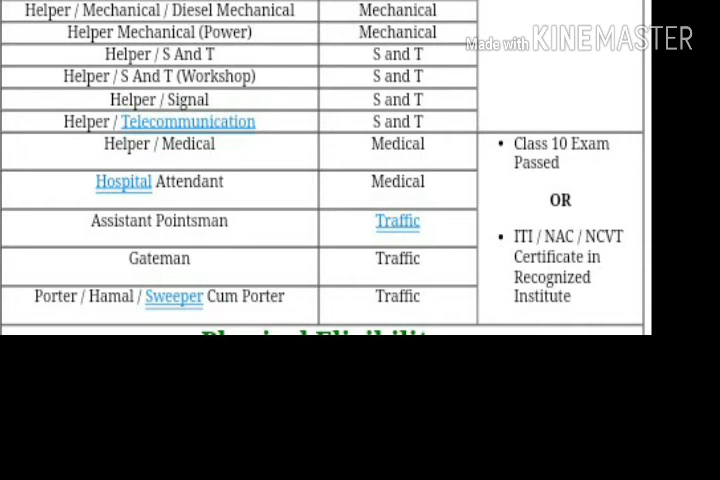 Helper / Mechanical / Diesel Mechanical Mechanical
Helper Mechanical (Power) Mechanical
Made with KINEMASTER
Helper / S And T S and T
Helper / S And T (Workshop) S and T
Helper / Signal S and T
Helper / Telecommunication S and T
Helper / Medical Medical
• Class 10 Exam
Passed
Hospital Attendant Medical
OR
Assistant Pointsman Traffic
• ITI / NAC / NCVT
Certificate in
Recognized
Institute
Gateman Traffic
Porter / Hamal / Sweeper Cum Porter Traffic